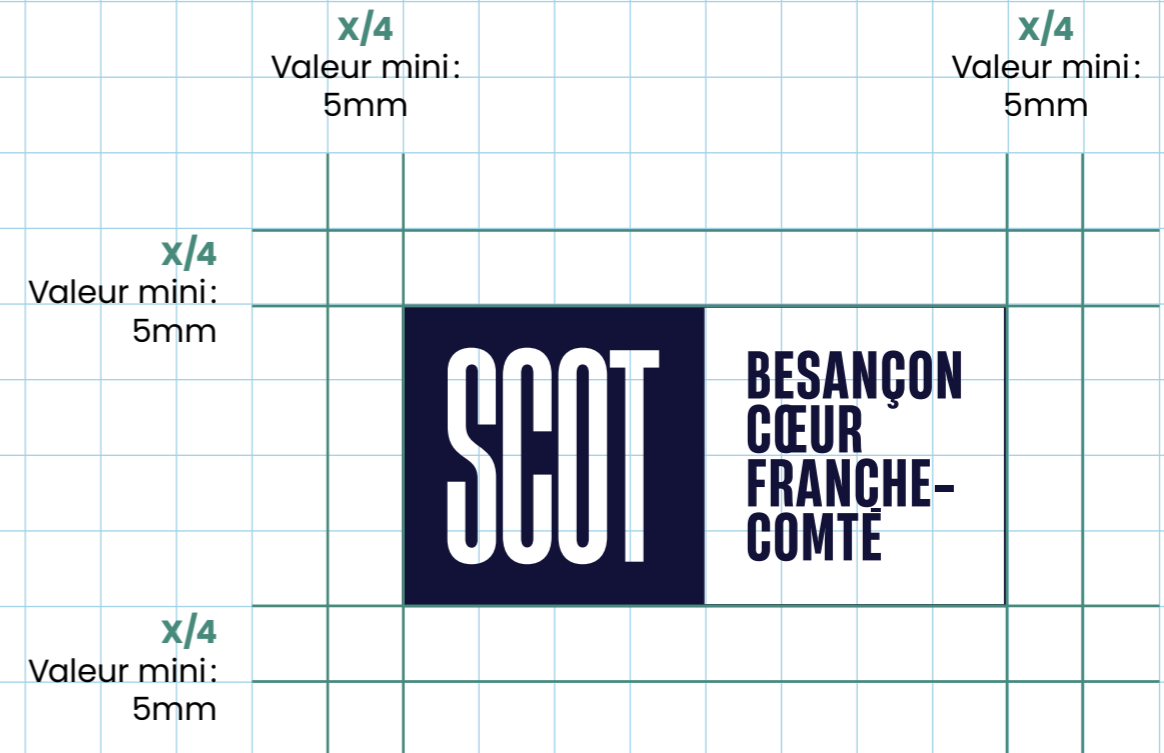 X/4
Valeur mini :
5mm
X/4
Valeur mini :
5mm
X/4
Valeur mini :
5mm
SCOT
BESANÇON
CŒUR
FRANCHE-
COMTÉ
X/4
Valeur mini :
5mm